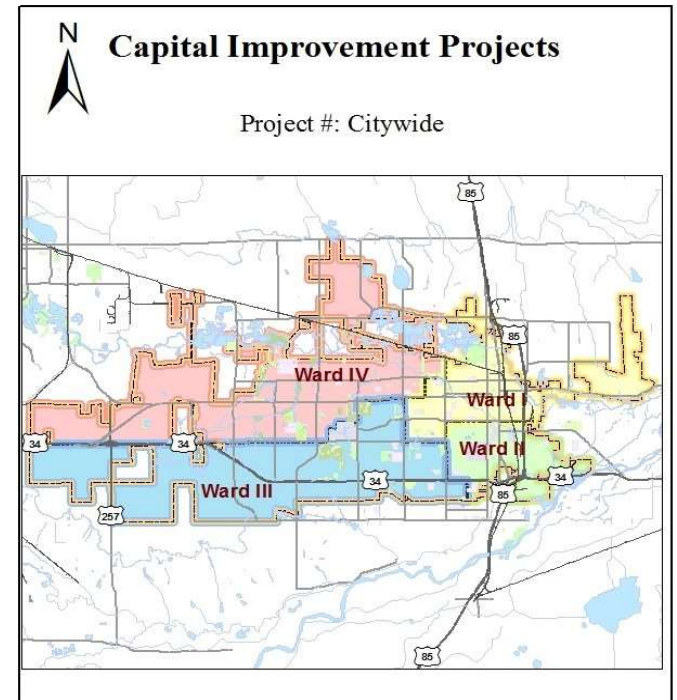 N
Capital Improvement Projects
Project #: Citywide
85
85
Ward IV
Ward I
34
34
Ward II
34
34
Ward III
85
257
85